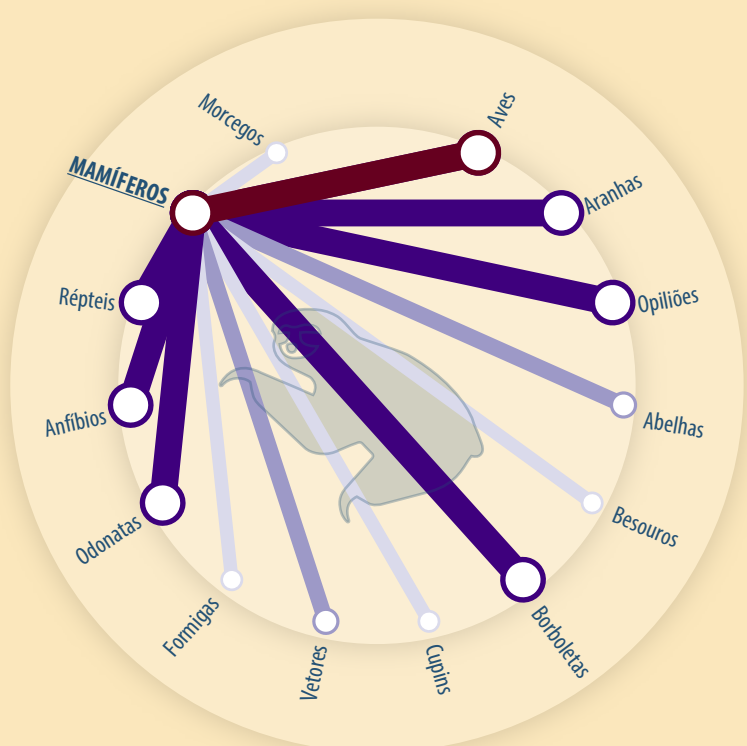 Morcegos
Aves
MAMÍFEROS
Aranhas
Répteis
Opiliões
Anfíbios
Abelhas
Odonatas
Besouros
Formigas
Vetores
Cupins
Borboletas